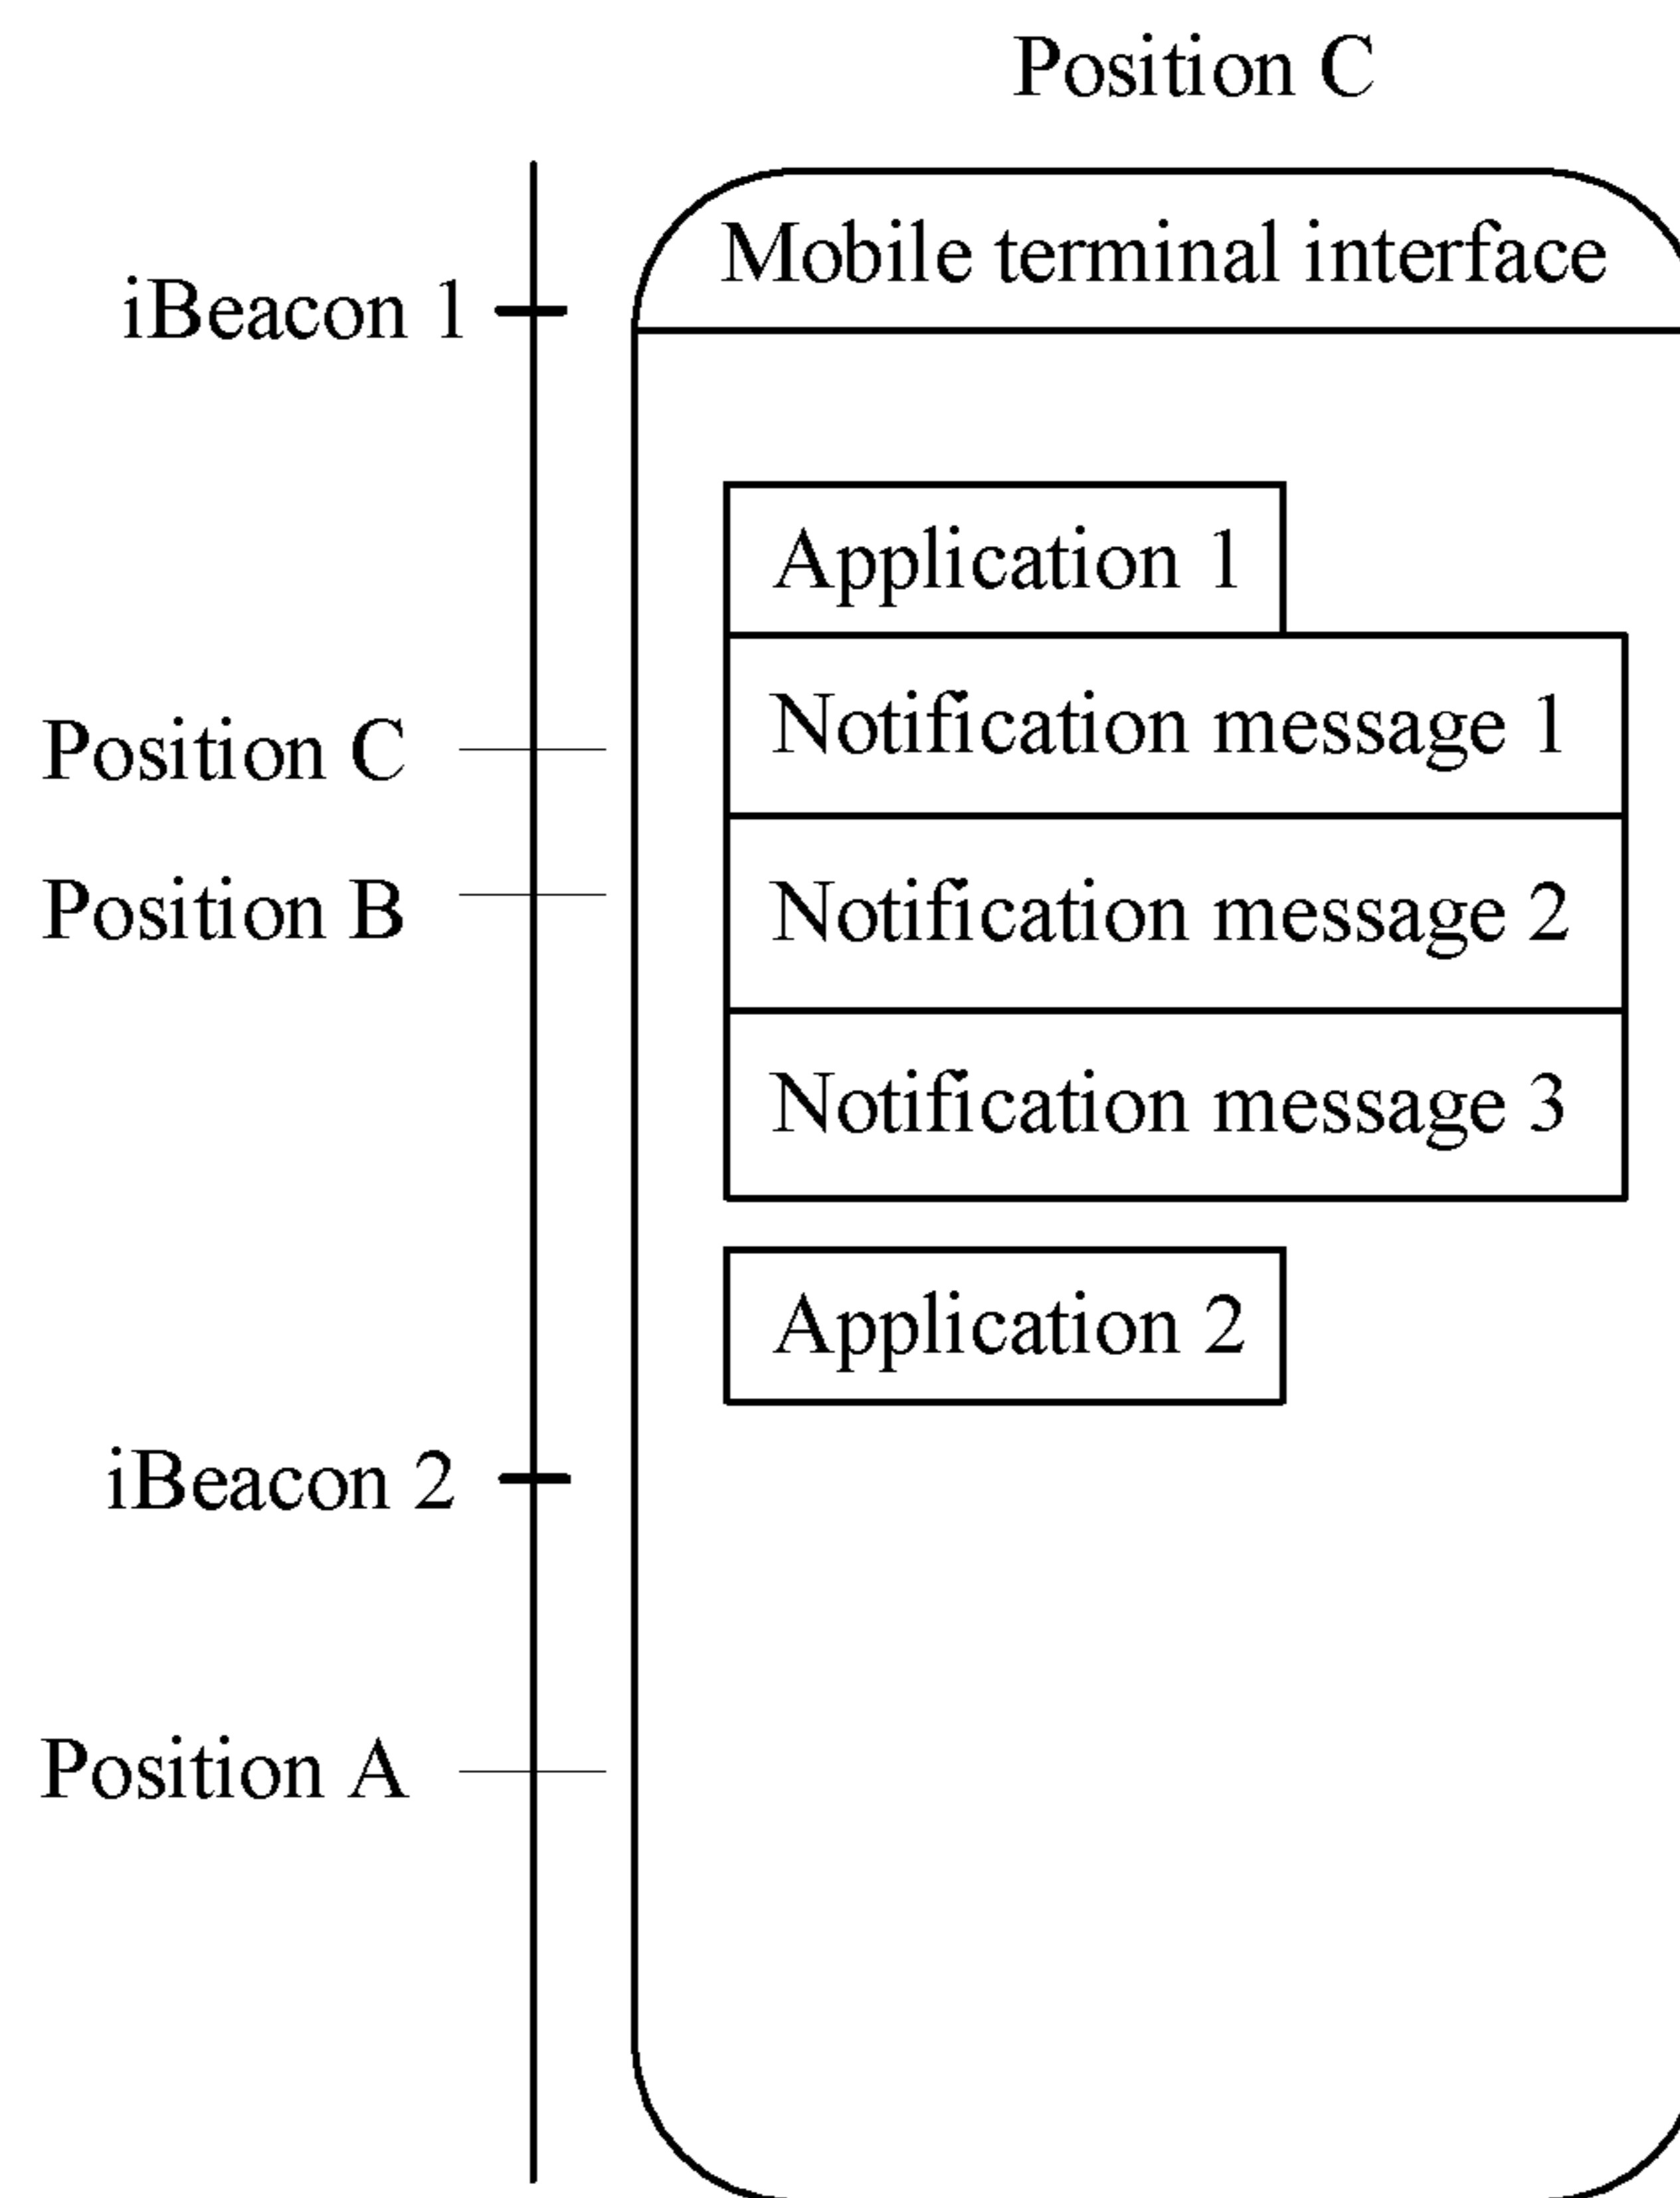 Position C
Mobile terminal interface
iBeacon 1
Application 1
Notification message 1
Position C
Notification message 2
Position B
Notification message 3
Application 2
iBeacon 2
Position A